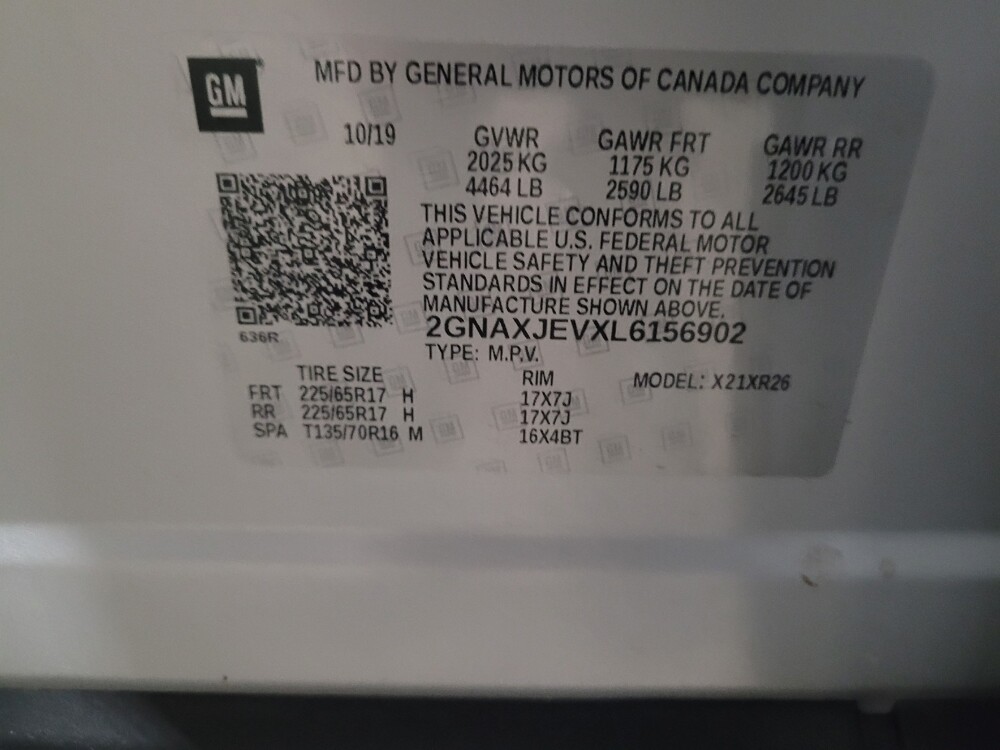 GM
MFD BY GENERAL MOTORS OF CANADA COMPANY
10/19 GVWR GAWR FRT GAWR RR
2025 KG 1175 KG 1200 KG
4464 LB 2590 LB 2645 LB
THIS VEHICLE CONFORMS TO ALL
APPLICABLE U.S. FEDERAL MOTOR
VEHICLE SAFETY AND THEFT PREVENTION
STANDARDS IN EFFECT ON THE DATE OF
MANUFACTURE SHOWN ABOVE.
2GNAXJEVXL6156902
636R
TYPE: M.P.V.
TIRE SIZE RIM MODEL: X21XR26
FRT 225/65R17 H 17X7J
RR 225/65R17 H 17X7J
SPA T135/70R16 M 16X4BT